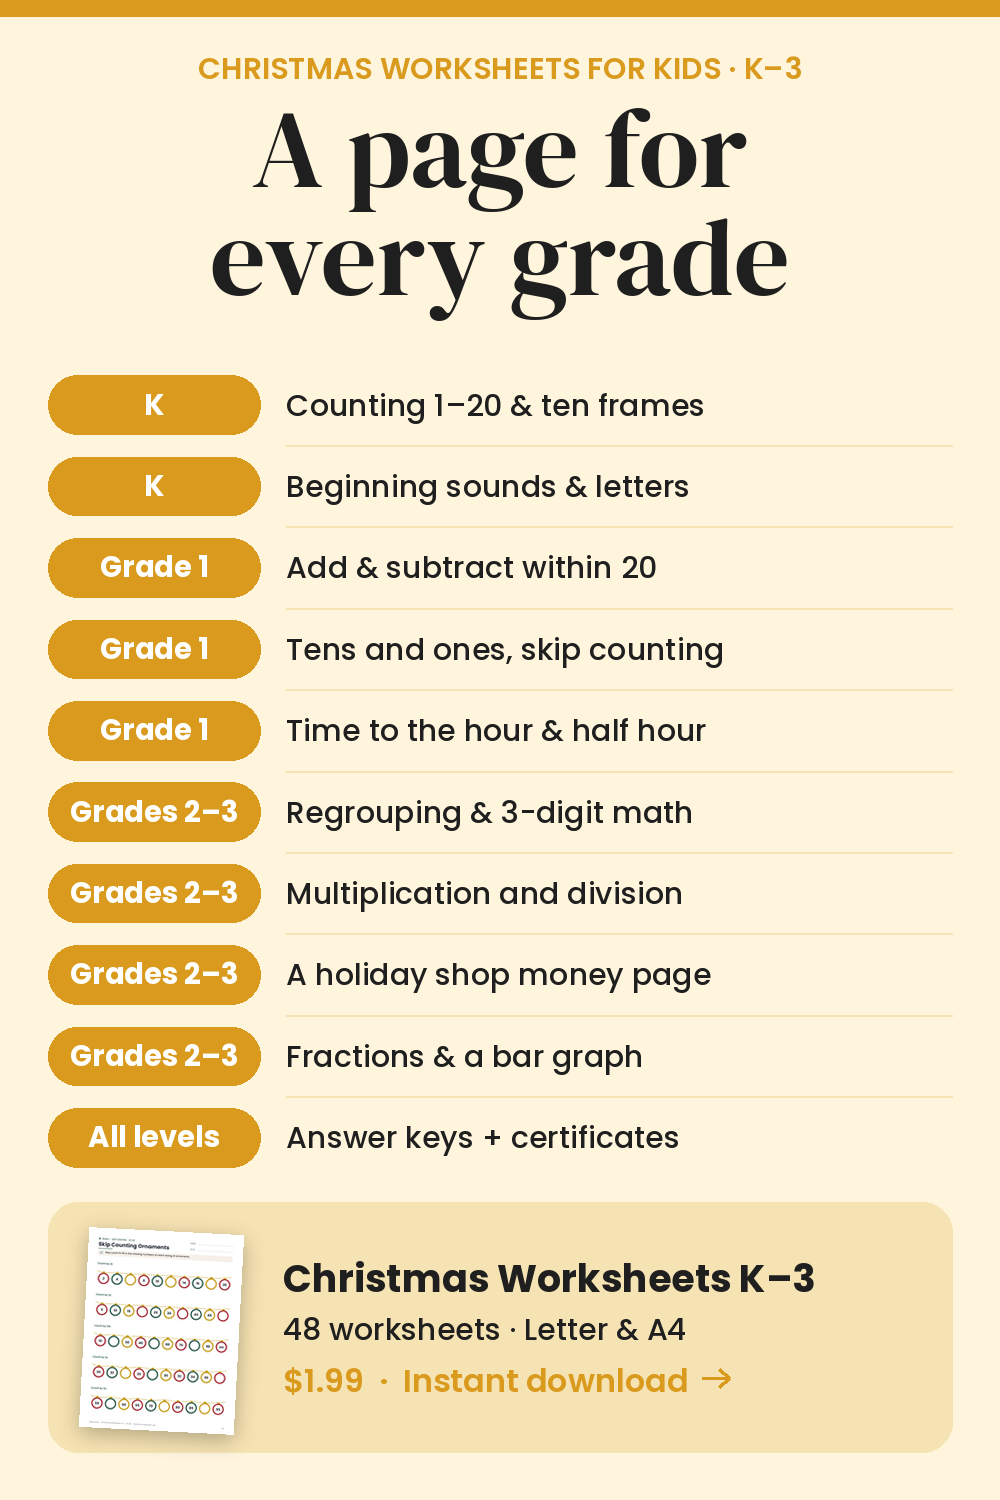 CHRISTMAS WORKSHEETS FOR KIDS · K–3
A page for
every grade
K
Counting 1–20 & ten frames
K
Beginning sounds & letters
Grade 1
Add & subtract within 20
Grade 1
Tens and ones, skip counting
Grade 1
Time to the hour & half hour
Grades 2–3
Regrouping & 3-digit math
Grades 2–3
Multiplication and division
Grades 2–3
A holiday shop money page
Grades 2–3
Fractions & a bar graph
All levels
Answer keys + certificates
Skip Counting Ornaments
Christmas Worksheets K–3
48 worksheets · Letter & A4
$1.99 · Instant download →